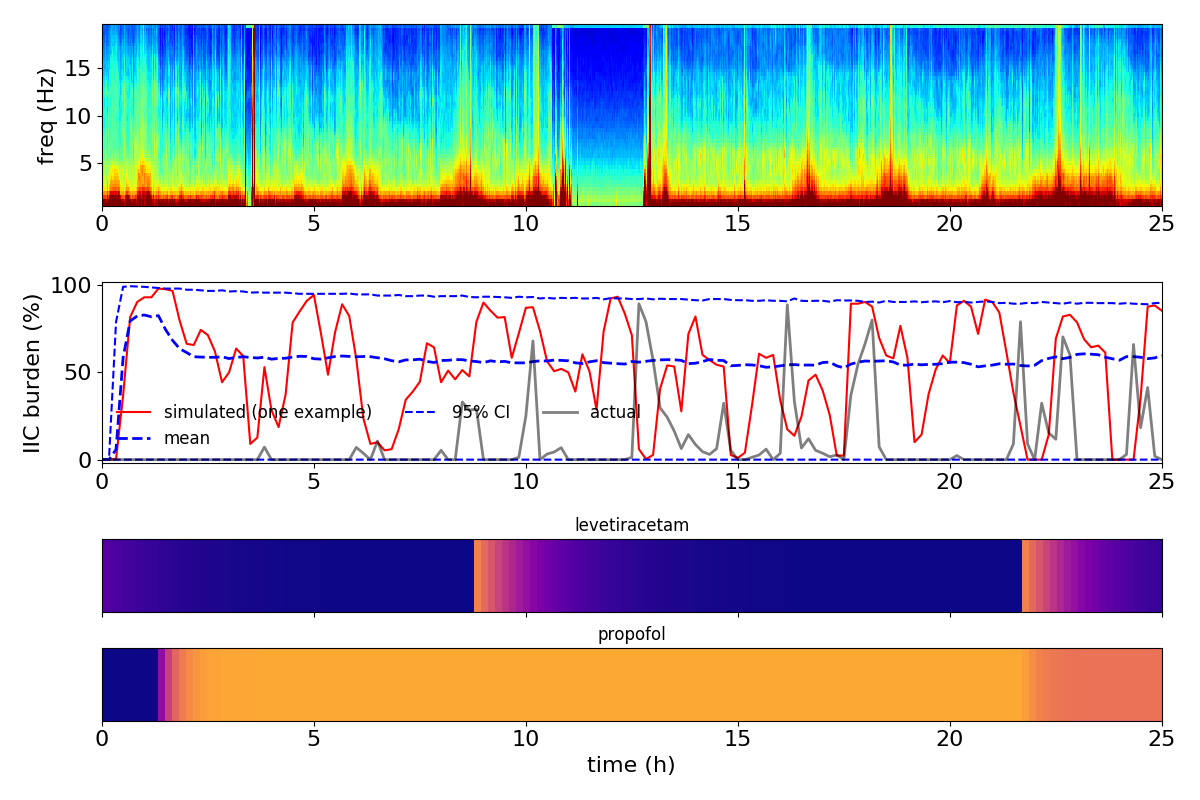 freq (Hz)
15
10
5
0 5 10 15 20 25
IIC burden (%)
100
50
0
simulated (one example) 95% CI actual
mean
0 5 10 15 20 25
levetiracetam
propofol
0 5 10 15 20 25
time (h)